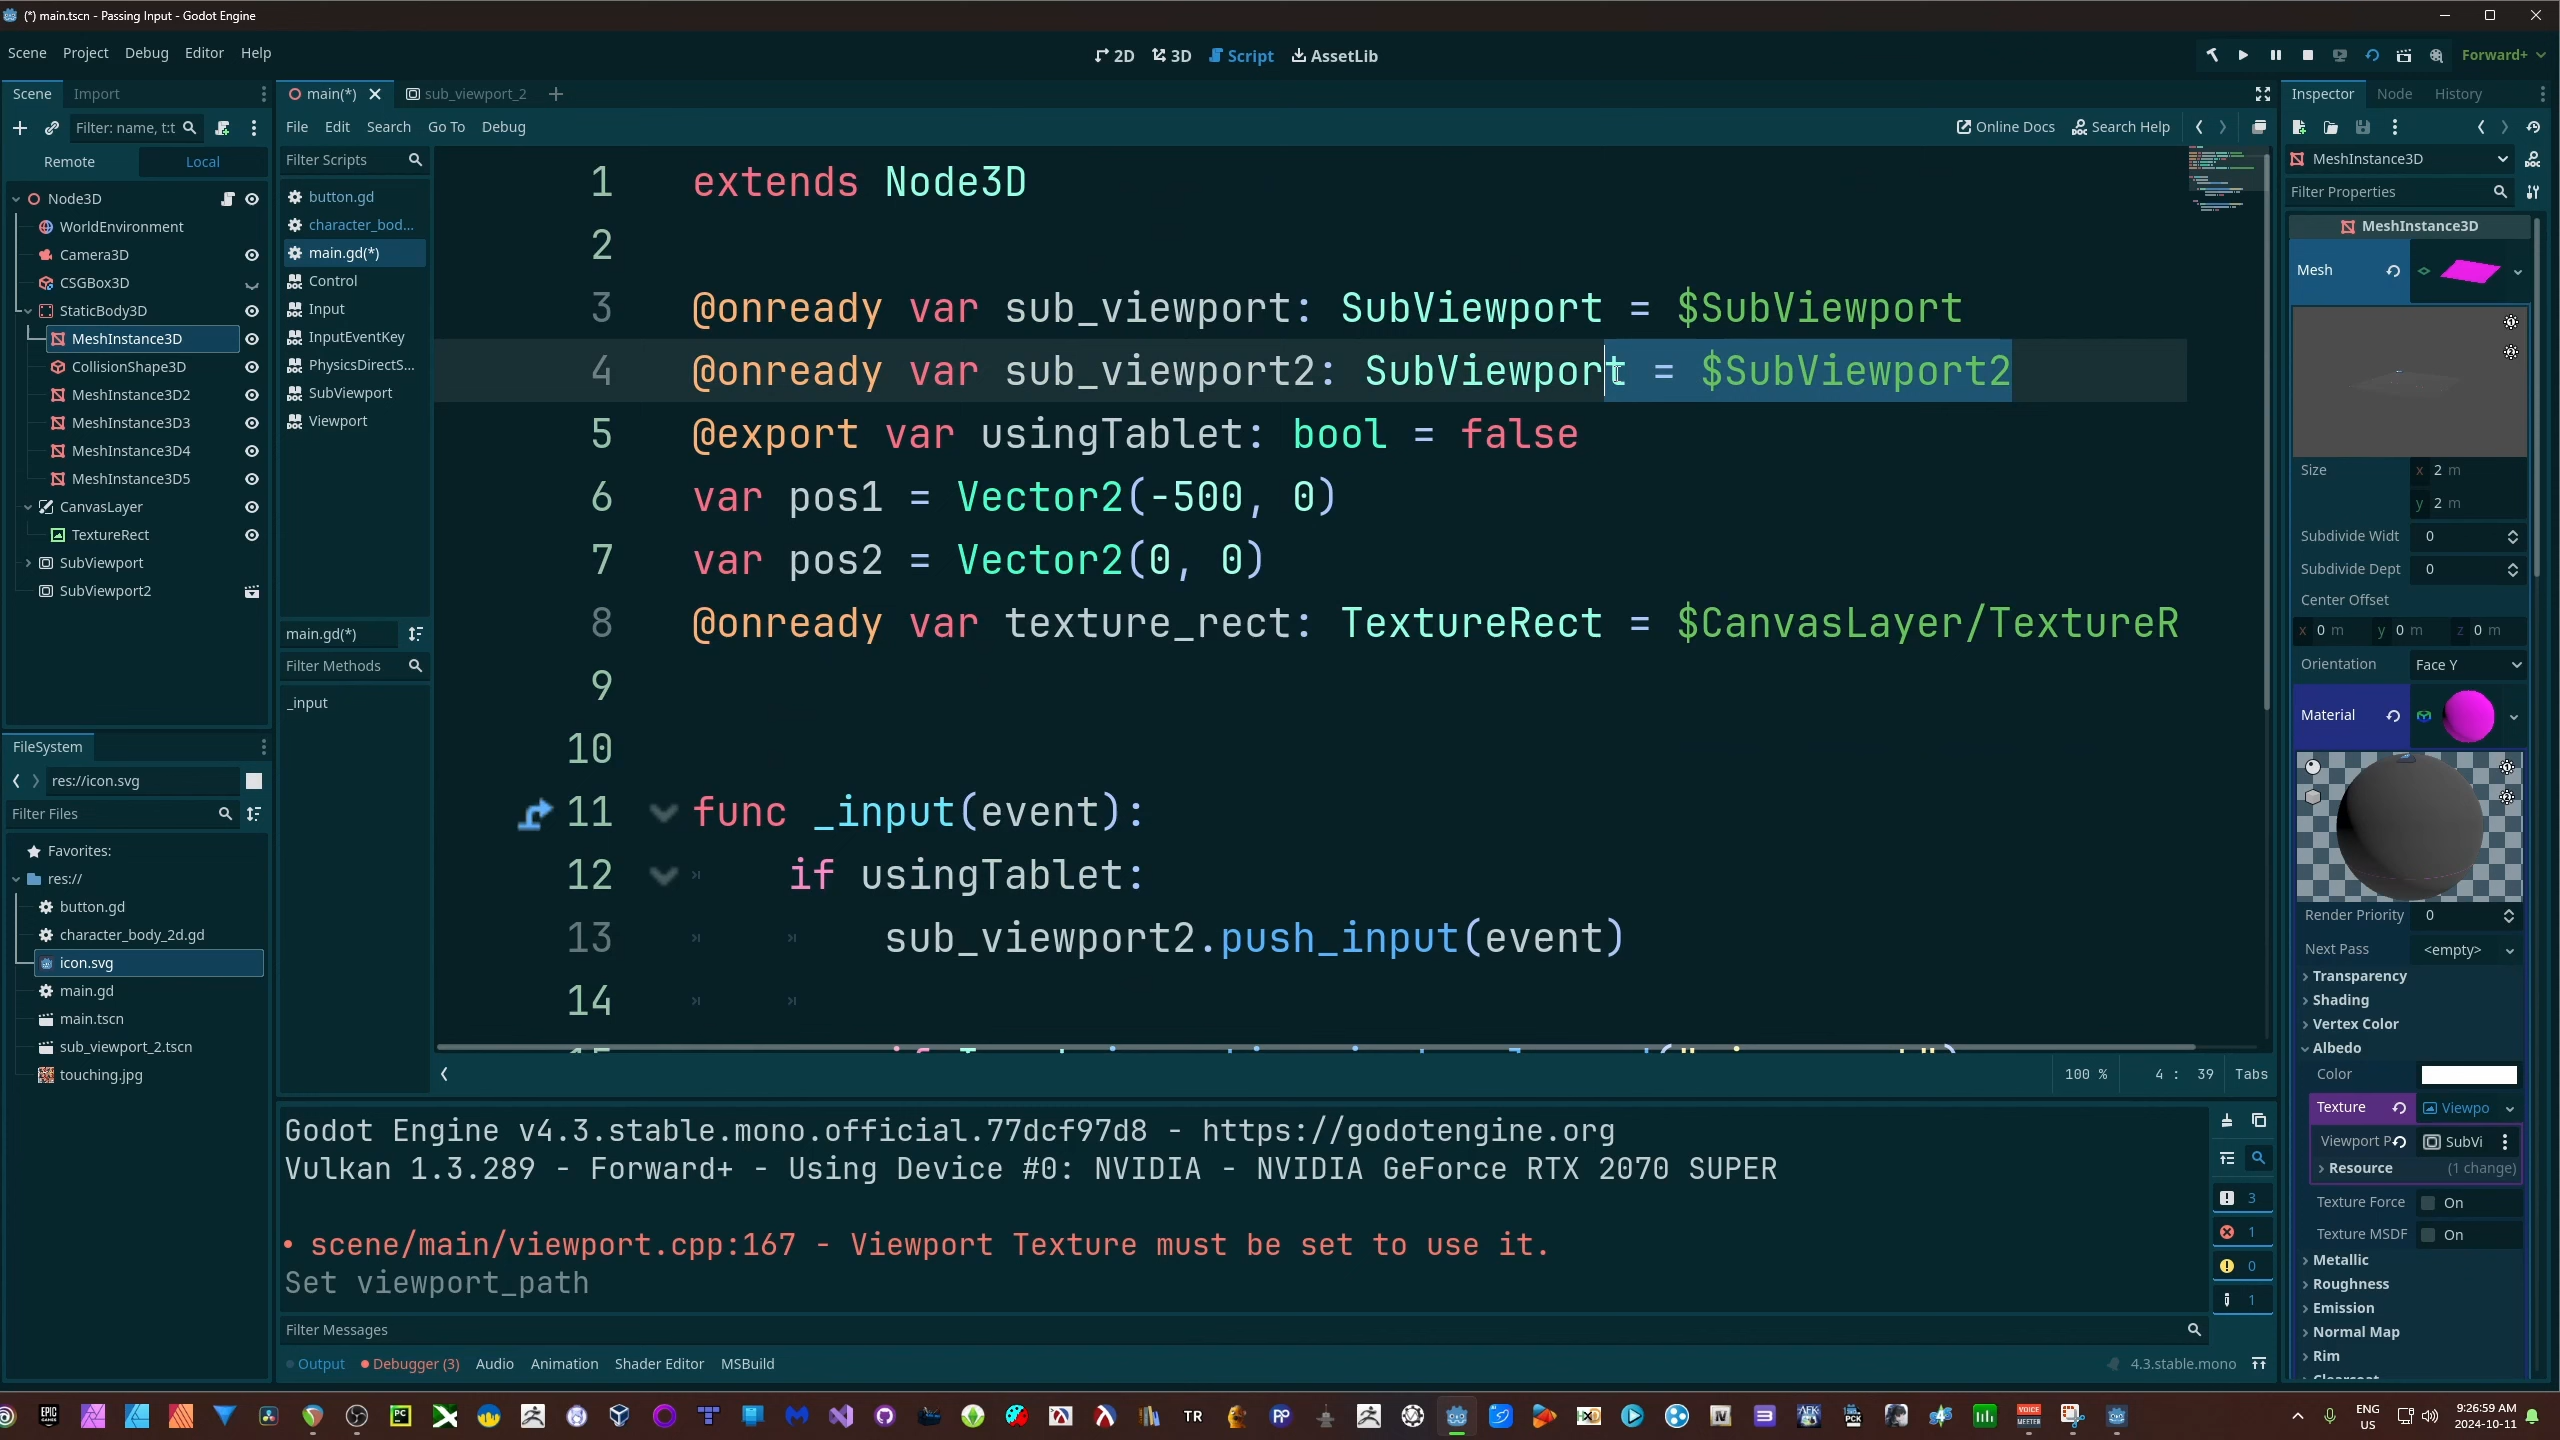 (*) main.tscn - Passing Input - Godot Engine
Scene Project Debug Editor Help
2D 3D Script AssetLib
Forward+
Scene Import
Filter: name, t:t
Remote Local
Node3D
WorldEnvironment
Camera3D
CSGBox3D
StaticBody3D
MeshInstance3D
CollisionShape3D
MeshInstance3D2
MeshInstance3D3
MeshInstance3D4
MeshInstance3D5
CanvasLayer
TextureRect
SubViewport
SubViewport2
FileSystem
res://icon.svg
Filter Files
Favorites:
res://
button.gd
character_body_2d.gd
icon.svg
main.gd
main.tscn
sub_viewport_2.tscn
touching.jpg
main(*) sub_viewport_2
File Edit Search Go To Debug
Online Docs Search Help
Filter Scripts
button.gd
character_bod...
main.gd(*)
Control
Input
InputEventKey
PhysicsDirectS...
SubViewport
Viewport
main.gd(*)
Filter Methods
_input
1 extends Node3D
2
3 @onready var sub_viewport: SubViewport = $SubViewport
4 @onready var sub_viewport2: SubViewport = $SubViewport2
5 @export var usingTablet: bool = false
6 var pos1 = Vector2(-500, 0)
7 var pos2 = Vector2(0, 0)
8 @onready var texture_rect: TextureRect = $CanvasLayer/TextureR
9
10
11 func _input(event):
12 if usingTablet:
13 sub_viewport2.push_input(event)
14
100 % 4 : 39 Tabs
Godot Engine v4.3.stable.mono.official.77dcf97d8 - https://godotengine.org
Vulkan 1.3.289 - Forward+ - Using Device #0: NVIDIA - NVIDIA GeForce RTX 2070 SUPER
• scene/main/viewport.cpp:167 - Viewport Texture must be set to use it.
Set viewport_path
3
1
0
1
Filter Messages
Output Debugger (3) Audio Animation Shader Editor MSBuild
4.3.stable.mono
Inspector Node History
MeshInstance3D
Filter Properties
MeshInstance3D
Mesh
Size x 2 m
y 2 m
Subdivide Widt 0
Subdivide Dept 0
Center Offset
x 0 m y 0 m z 0 m
Orientation Face Y
Material
Render Priority 0
Next Pass <empty>
Transparency
Shading
Vertex Color
Albedo
Color
Texture Viewpo
Viewport P SubVi
Resource (1 change)
Texture Force On
Texture MSDF On
Metallic
Roughness
Emission
Normal Map
Rim
ENG
US
9:26:59 AM
2024-10-11